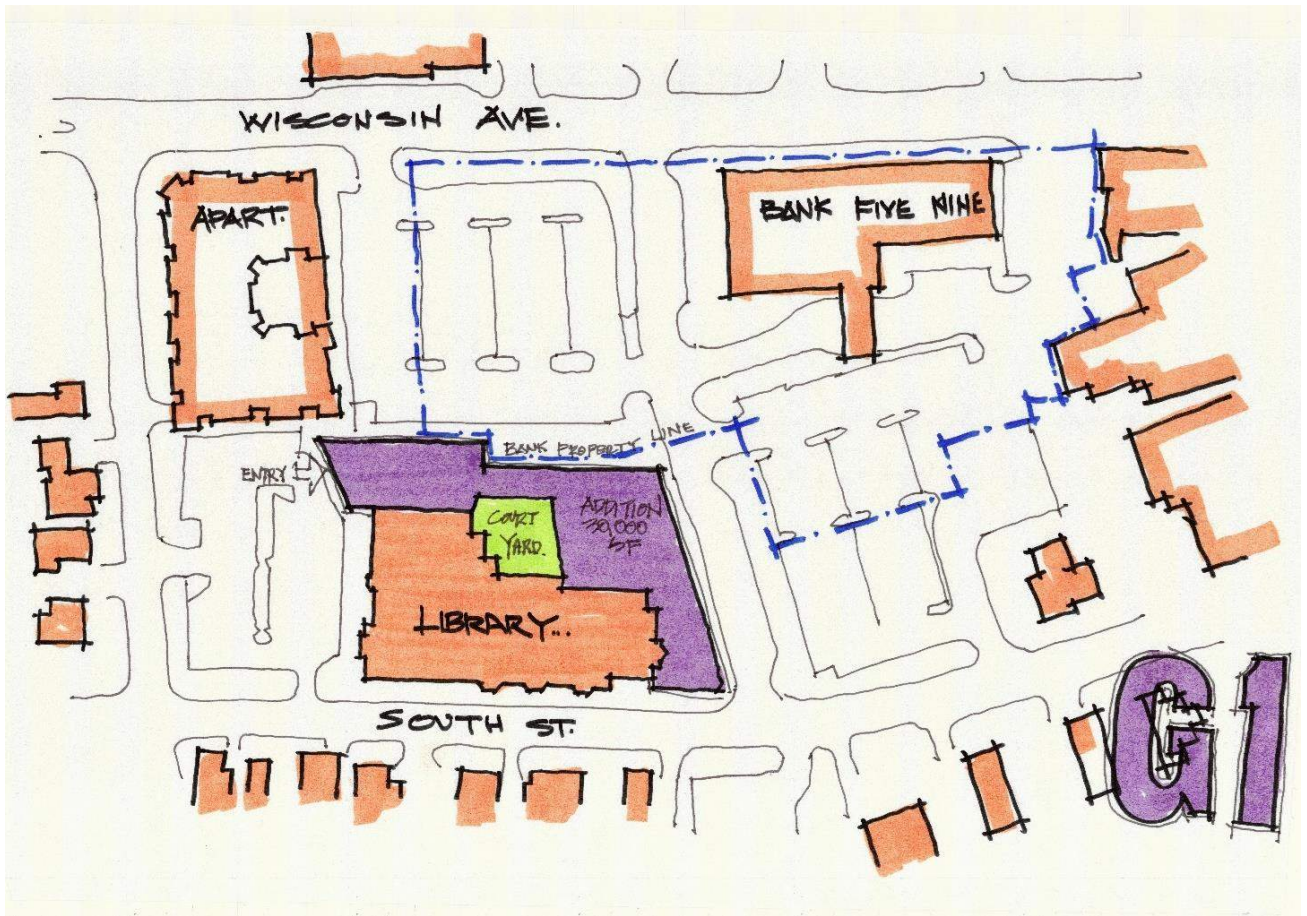 WISCONSIN AVE.
APART.
BANK FIVE NINE
BANK PROPERTY LINE
ENTRY
COURT
YARD.
ADDITION
30,000
SF
LIBRARY...
SOUTH ST.
G1